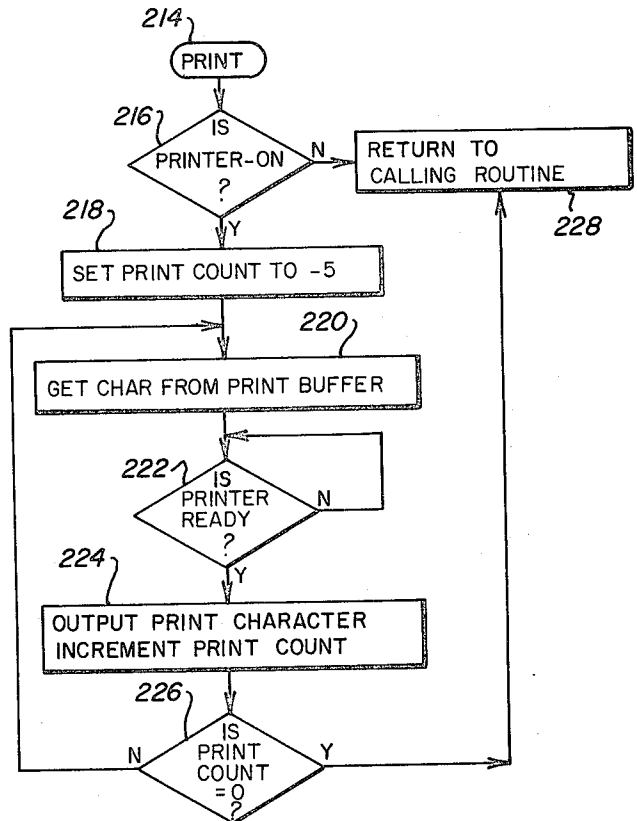 214
PRINT
216
IS
PRINTER-ON
?
N
Y
RETURN TO
CALLING ROUTINE
228
218
SET PRINT COUNT TO -5
220
GET CHAR FROM PRINT BUFFER
222
IS
PRINTER
READY
?
N
Y
224
OUTPUT PRINT CHARACTER
INCREMENT PRINT COUNT
226
IS
PRINT
COUNT
=0
?
N
Y